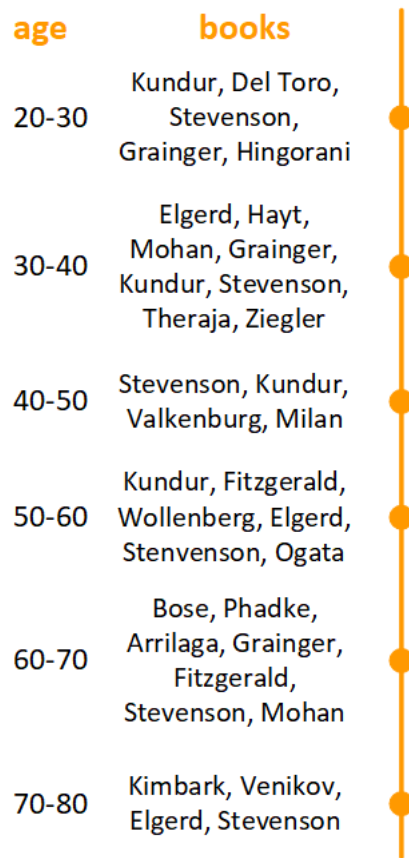 age books
20-30
Kundur, Del Toro,
Stevenson,
Grainger, Hingorani
30-40
Elgerd, Hayt,
Mohan, Grainger,
Kundur, Stevenson,
Theraja, Ziegler
40-50
Stevenson, Kundur,
Valkenburg, Milan
50-60
Kundur, Fitzgerald,
Wollenberg, Elgerd,
Stenvenson, Ogata
60-70
Bose, Phadke,
Arrilaga, Grainger,
Fitzgerald,
Stevenson, Mohan
70-80
Kimbark, Venikov,
Elgerd, Stevenson